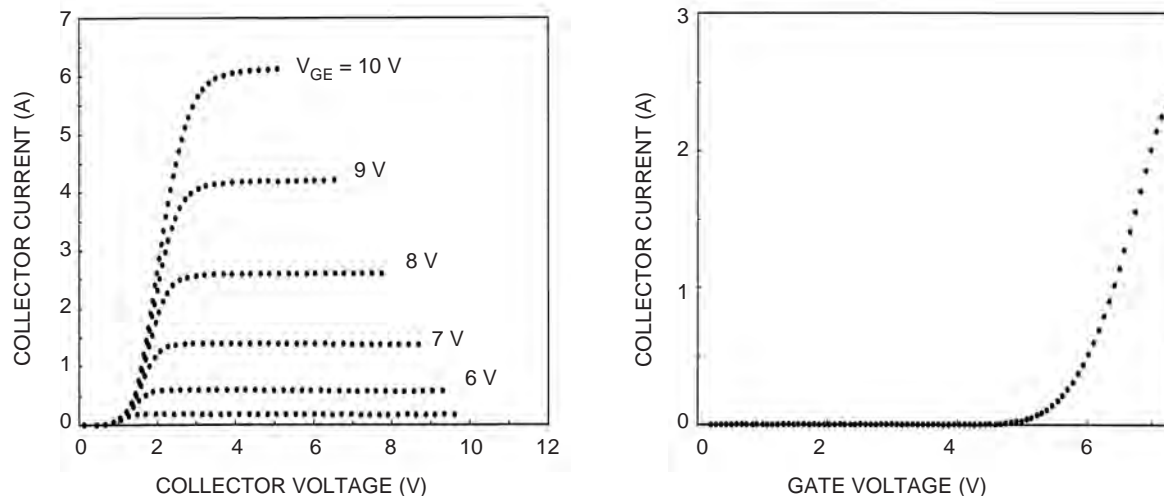 7
6
5
4
3
2
1
0
0
2
4
6
8
10
12
COLLECTOR CURRENT (A)
COLLECTOR VOLTAGE (V)
V_GE = 10 V
9 V
8 V
7 V
6 V
3
2
1
0
0
2
4
6
COLLECTOR CURRENT (A)
GATE VOLTAGE (V)